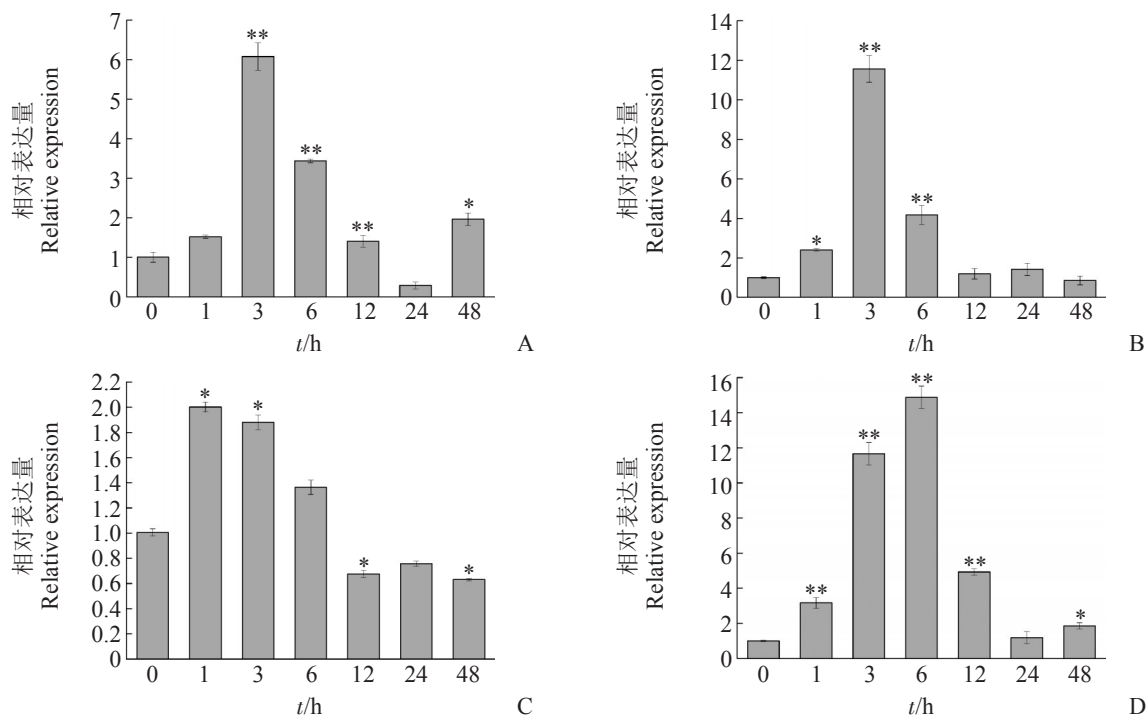 7
6
5
4
3
2
1
0
相对表达量
Relative expression
** ** ** *
0 1 3 6 12 24 48
t/h
A
14
12
10
8
6
4
2
0
相对表达量
Relative expression
* ** **
0 1 3 6 12 24 48
t/h
B
2.2
2.0
1.8
1.6
1.4
1.2
1.0
0.8
0.6
0.4
0.2
0
相对表达量
Relative expression
* * * *
0 1 3 6 12 24 48
t/h
C
16
14
12
10
8
6
4
2
0
相对表达量
Relative expression
** ** ** ** *
0 1 3 6 12 24 48
t/h
D